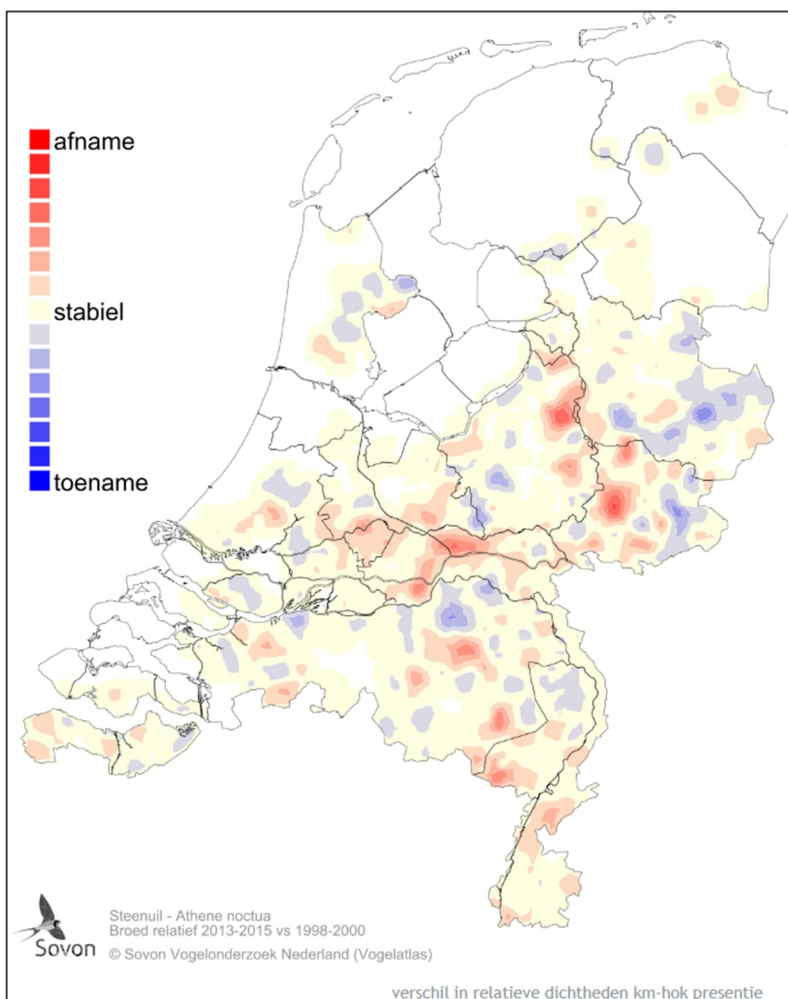 afname
stabiel
toename
Steenuil - Athene noctua
Broed relatief 2013-2015 vs 1998-2000
Sovon
© Sovon Vogelonderzoek Nederland (Vogelatlas)
verschil in relatieve dichtheden km-hok presentie